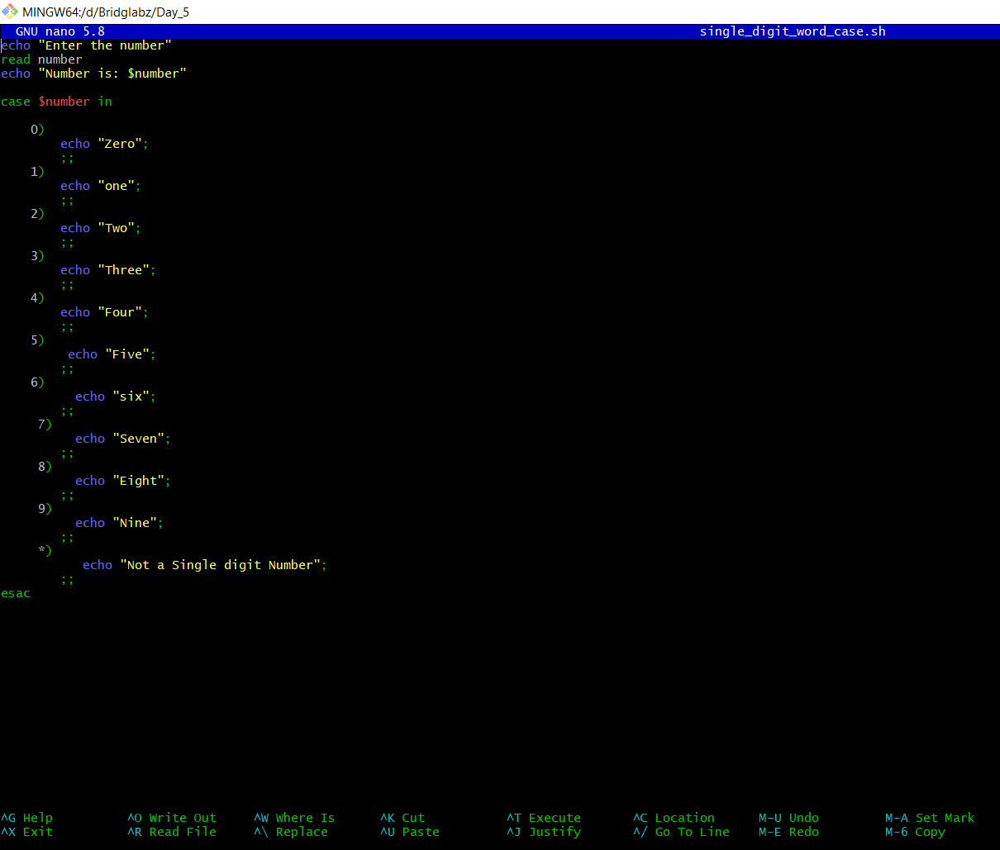 MINGW64:/d/Bridglabz/Day_5
GNU nano 5.8 single_digit_word_case.sh
echo "Enter the number"
read number
echo "Number is: $number"
case $number in
0)
echo "Zero";
;;
1)
echo "one";
;;
2)
echo "Two";
;;
3)
echo "Three";
;;
4)
echo "Four";
;;
5)
echo "Five";
;;
6)
echo "six";
;;
7)
echo "Seven";
;;
8)
echo "Eight";
;;
9)
echo "Nine";
;;
*)
echo "Not a Single digit Number";
;;
esac
^G Help ^O Write Out ^W Where Is ^K Cut ^T Execute ^C Location M-U Undo M-A Set Mark
^X Exit ^R Read File ^\ Replace ^U Paste ^J Justify ^/ Go To Line M-E Redo M-6 Copy